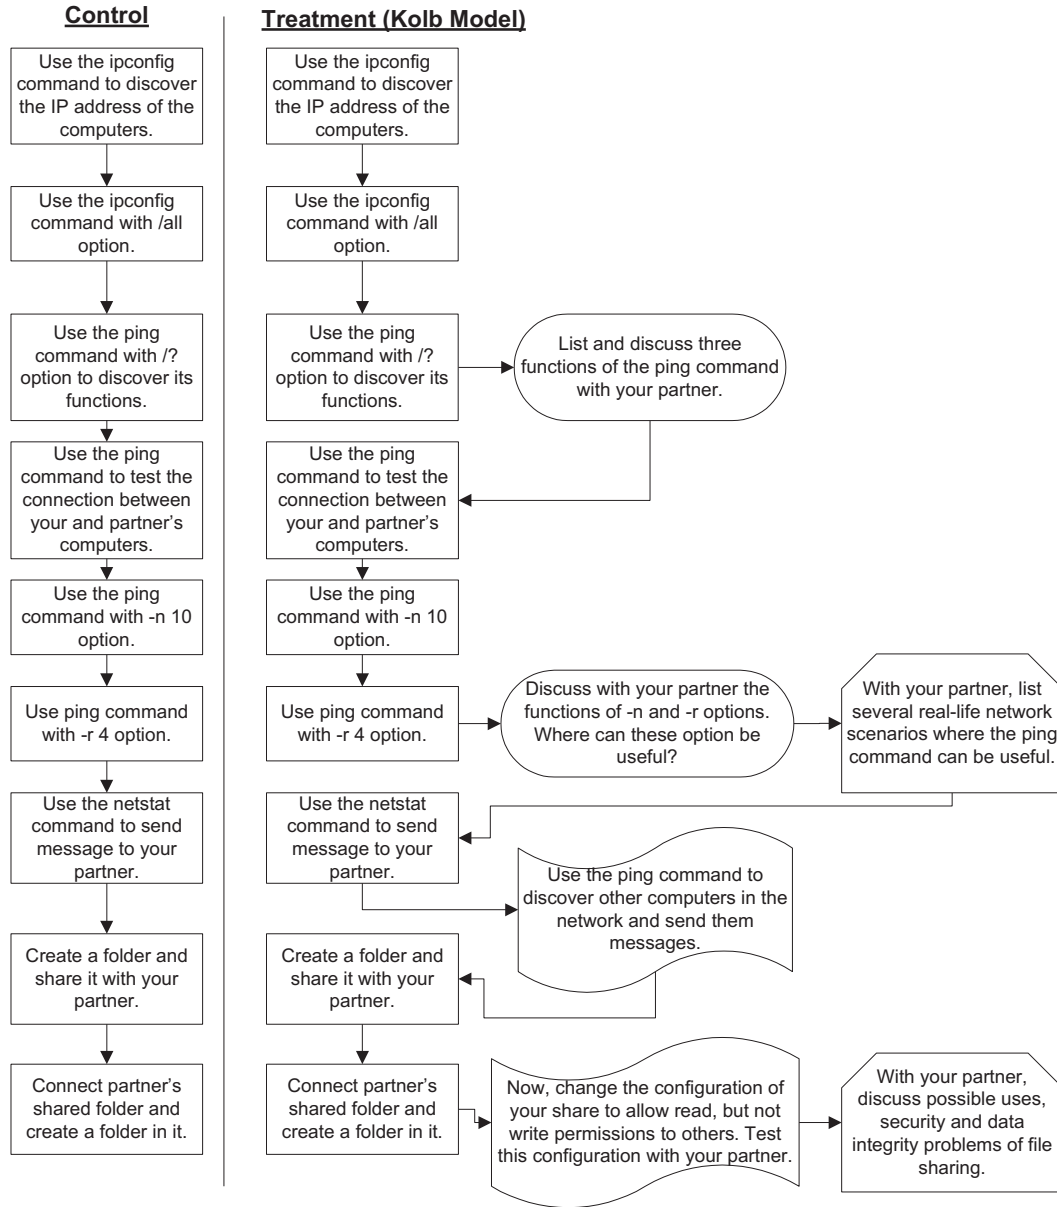 Control
Use the ipconfig
command to discover
the IP address of the
computers.
Use the ipconfig
command with /all
option.
Use the ping
command with /?
option to discover its
functions.
Use the ping
command to test the
connection between
your and partner's
computers.
Use the ping
command with -n 10
option.
Use ping command
with -r 4 option.
Use the netstat
command to send
message to your
partner.
Create a folder and
share it with your
partner.
Connect partner's
shared folder and
create a folder in it.
Treatment (Kolb Model)
Use the ipconfig
command to discover
the IP address of the
computers.
Use the ipconfig
command with /all
option.
Use the ping
command with /?
option to discover its
functions.
List and discuss three
functions of the ping command
with your partner.
Use the ping
command to test the
connection between
your and partner's
computers.
Use the ping
command with -n 10
option.
Use ping command
with -r 4 option.
Discuss with your partner the
functions of -n and -r options.
Where can these option be
useful?
With your partner, list
several real-life network
scenarios where the ping
command can be useful.
Use the netstat
command to send
message to your
partner.
Use the ping command to
discover other computers in the
network and send them
messages.
Create a folder and
share it with your
partner.
Connect partner's
shared folder and
create a folder in it.
Now, change the configuration of
your share to allow read, but not
write permissions to others. Test
this configuration with your partner.
With your partner,
discuss possible uses,
security and data
integrity problems of file
sharing.